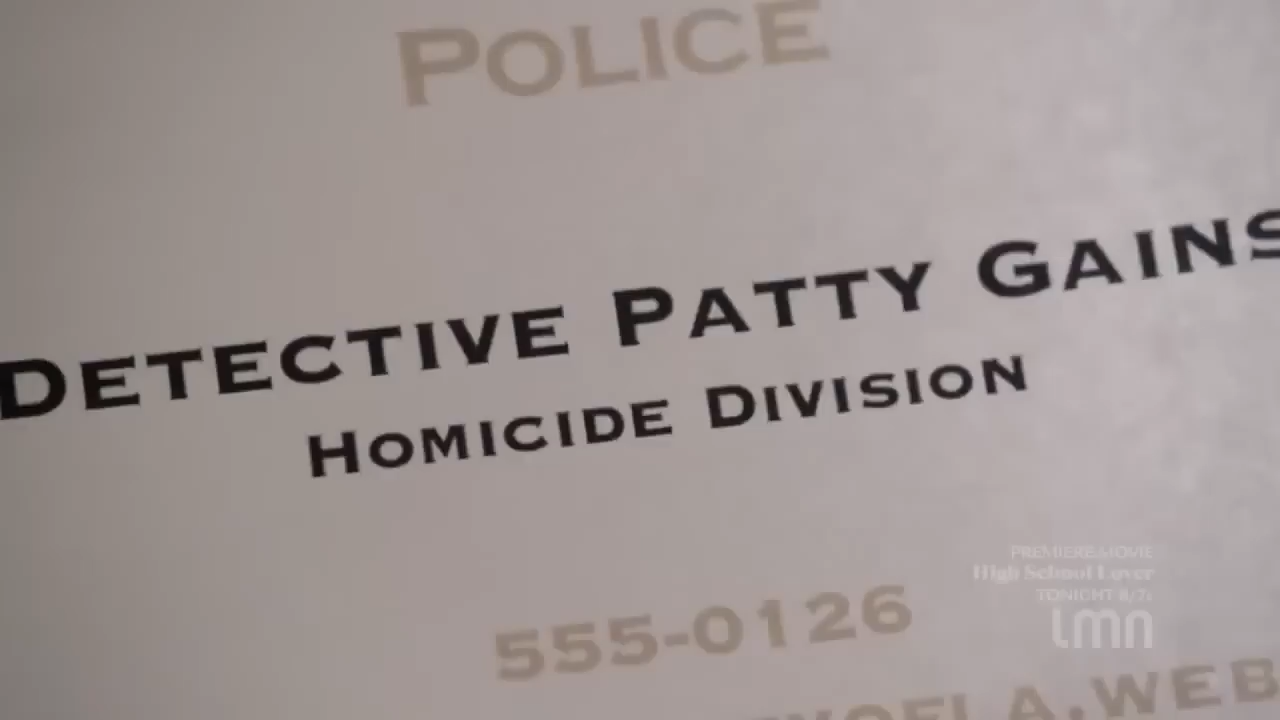 POLICE
DETECTIVE PATTY GAINS
HOMICIDE DIVISION
555-0126
PREMIERE MOVIE
High School Lover
TONIGHT 8/7c
lmn